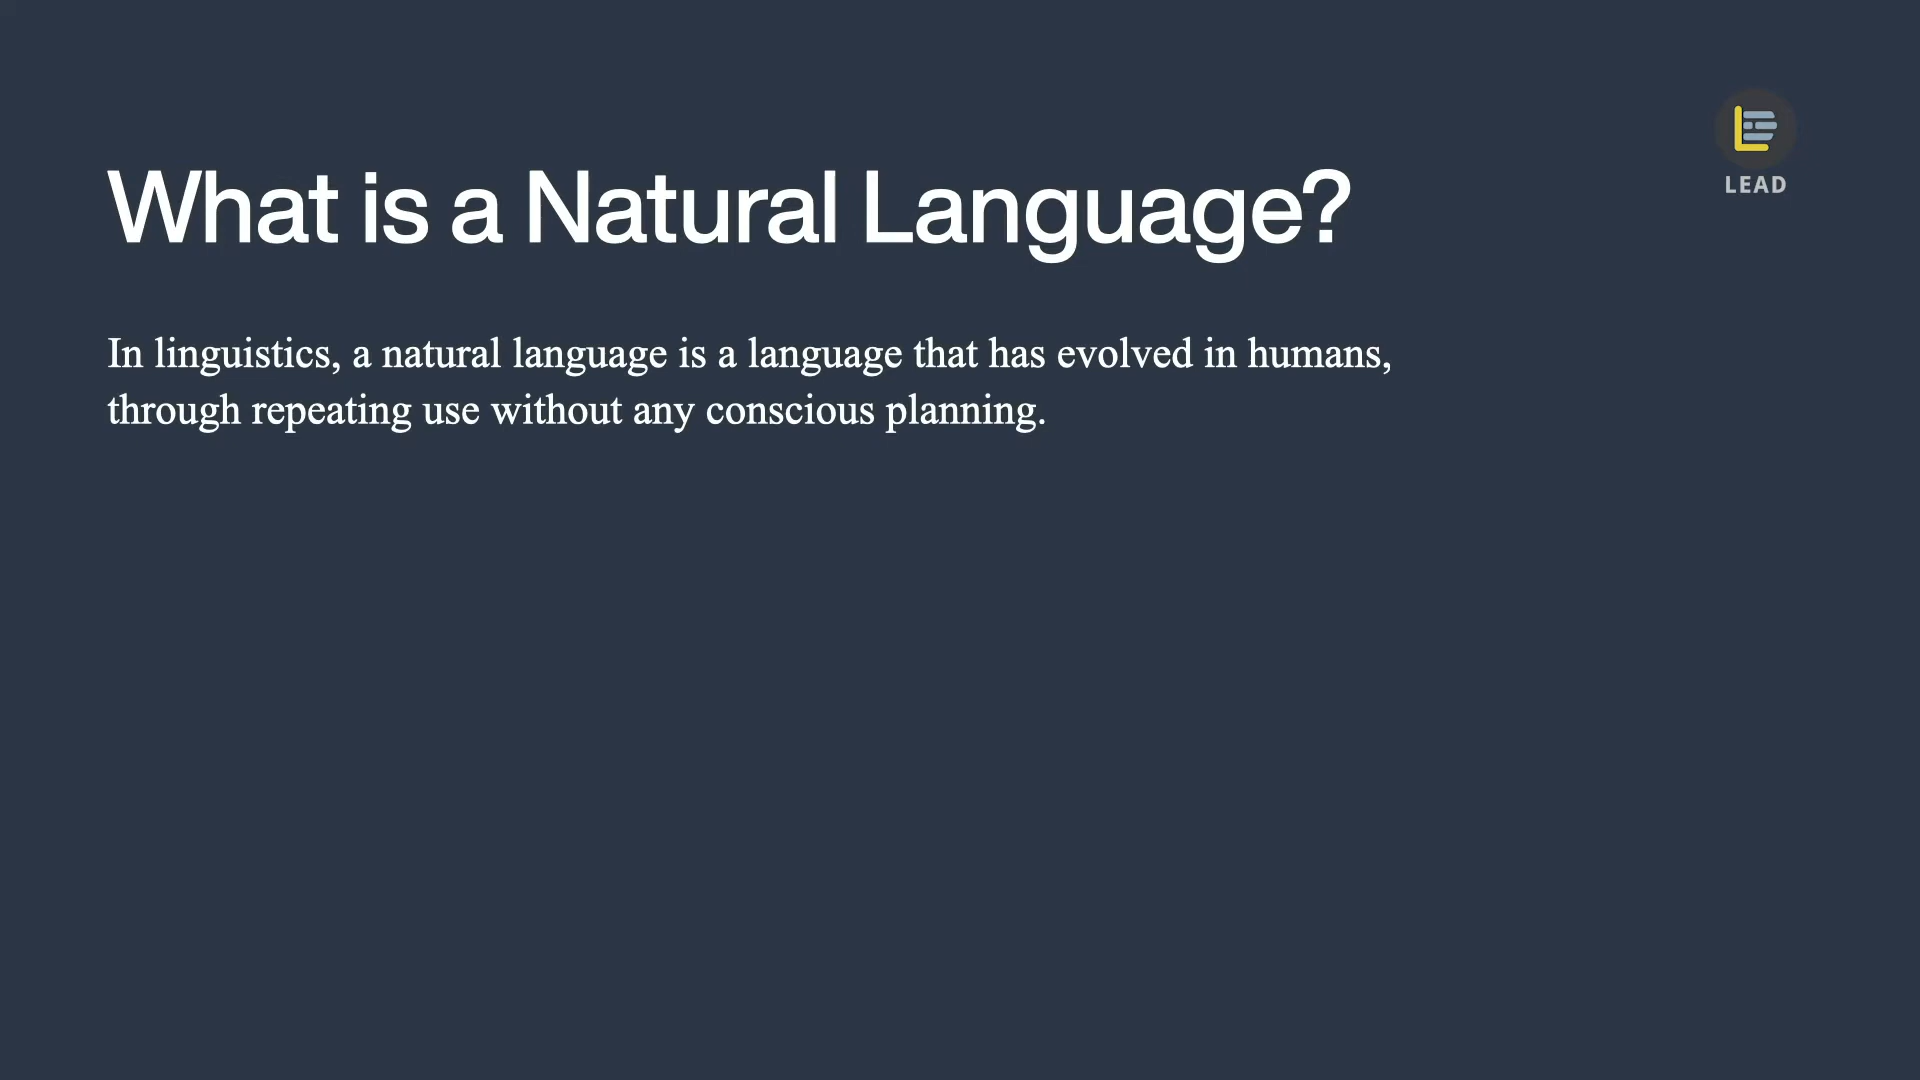 What is a Natural Language?
LEAD
In linguistics, a natural language is a language that has evolved in humans,
through repeating use without any conscious planning.